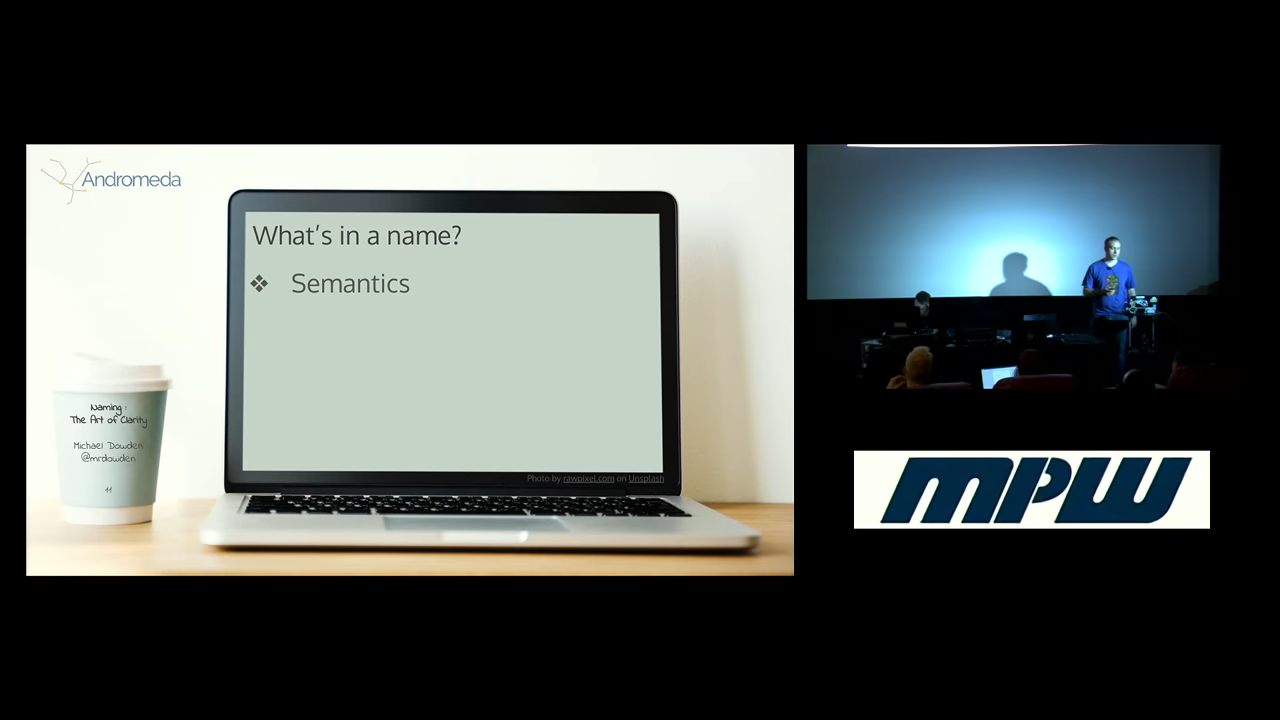 Andromeda
What's in a name?
❖ Semantics
Naming:
The Art of Clarity
Michael Dowden
@mrdowden
11
Photo by rawpixel.com on Unsplash
MPW